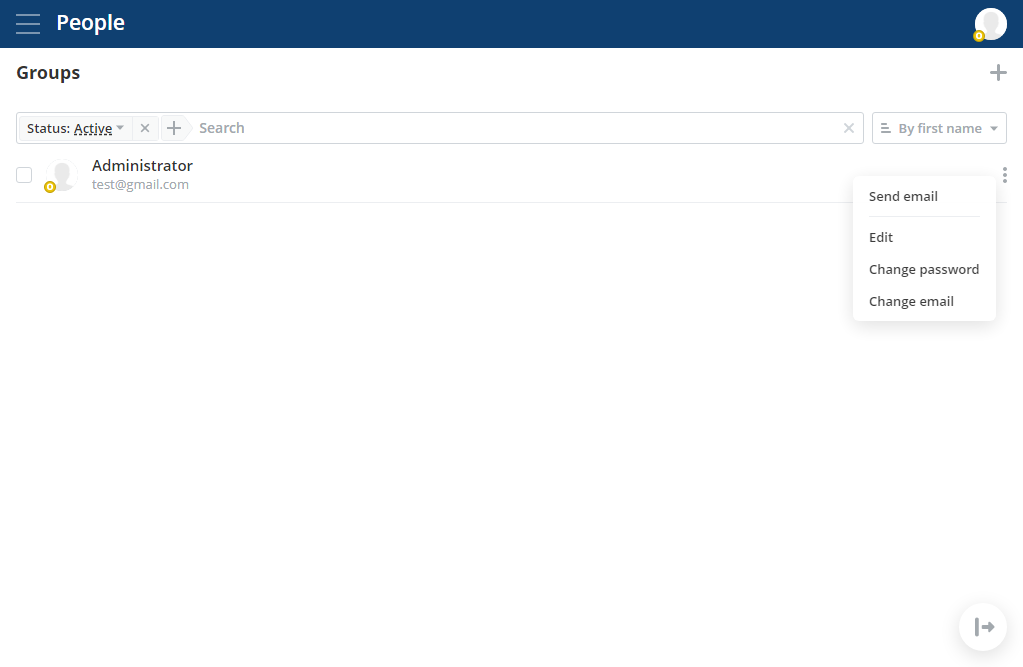 People
Groups
Status: Active
Search
By first name
Administrator
test@gmail.com
Send email
Edit
Change password
Change email